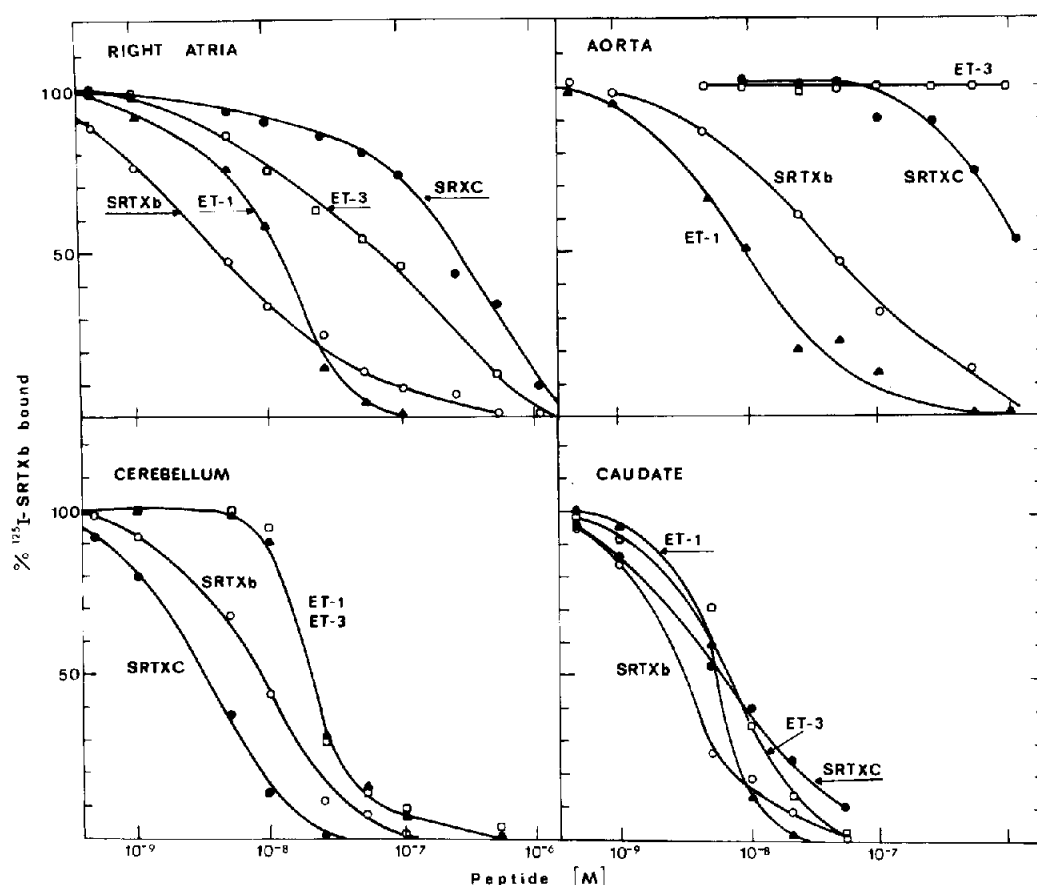 RIGHT ATRIA
AORTA
ET-3
100
SRTXb
ET-1
ET-3
SRXC
SRTXb
SRTXC
ET-1
50
% ¹²⁵I-SRTXb bound
CEREBELLUM
CAUDATE
100
ET-1
SRTXb
ET-1
ET-3
SRTXC
SRTXb
50
ET-3
SRTXC
10⁻⁹
10⁻⁸
10⁻⁷
10⁻⁶
10⁻⁹
10⁻⁸
10⁻⁷
Peptide [M]